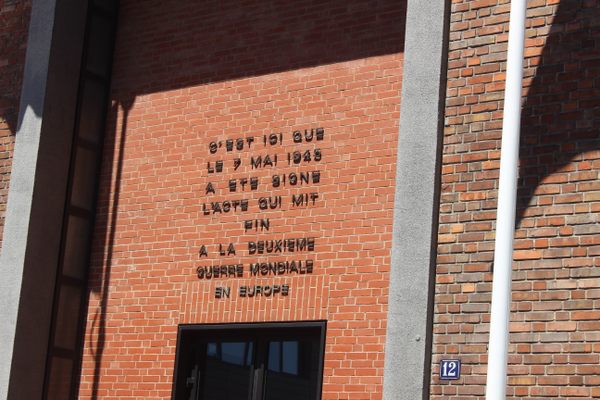 C'EST ICI QUE
LE 7 MAI 1945
A ETE SIGNE
L'ACTE QUI MIT
FIN
A LA DEUXIEME
GUERRE MONDIALE
EN EUROPE
12